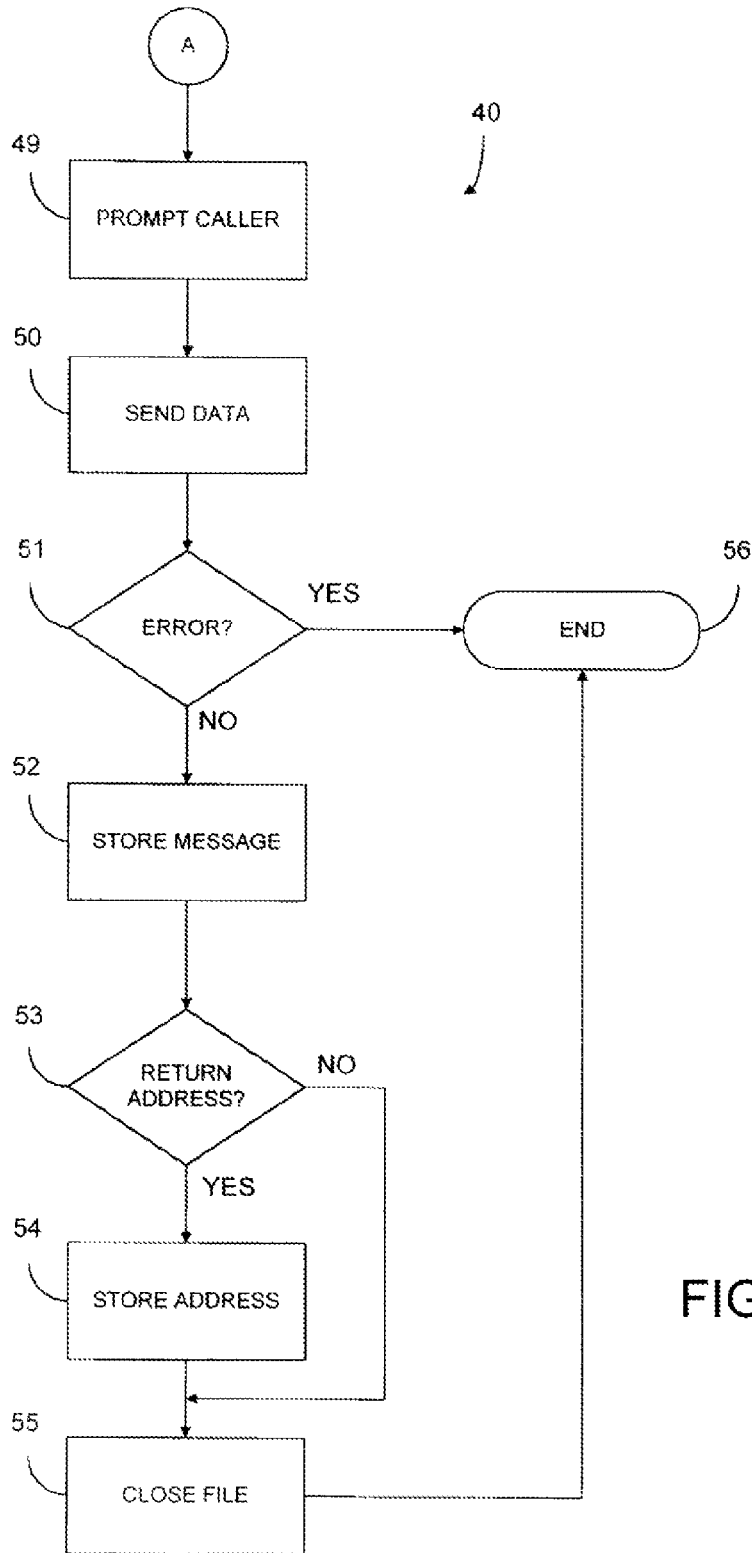 A
40
49
PROMPT CALLER
50
SEND DATA
51
ERROR?
YES
56
END
NO
52
STORE MESSAGE
53
RETURN
ADDRESS?
NO
YES
54
STORE ADDRESS
FIG
55
CLOSE FILE